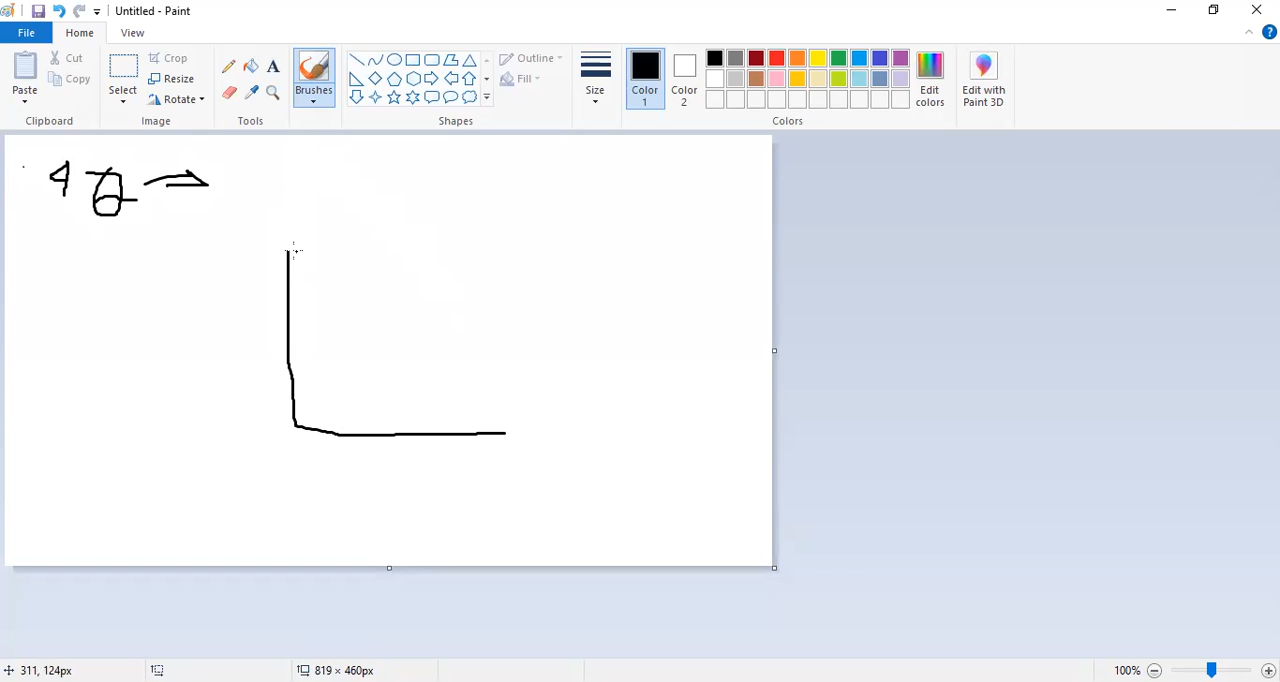 Untitled - Paint
File Home View
Paste Cut Copy Select Crop Resize Rotate Brushes Outline Fill Size Color 1 Color 2 Edit colors Edit with Paint 3D
Clipboard Image Tools Shapes Colors
4
311, 124px 819 × 460px 100%